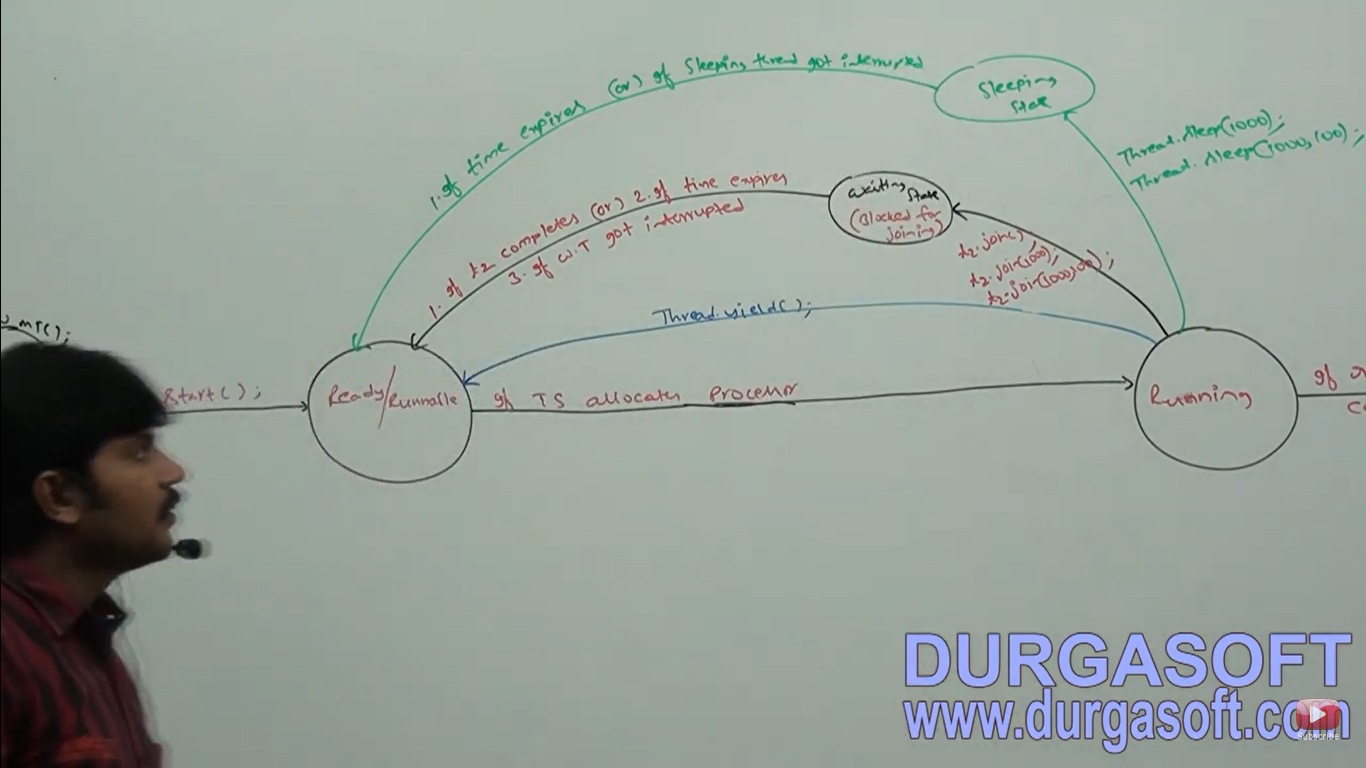 1. If time expires (or) if Sleeping thread got interrupted
Sleeping
State
Thread.sleep(1000);
Thread.sleep(1000,100);
1. If t2 completes (or) 2. If time expires
3. If W.T got interrupted
waiting
State
(Blocked for
joining)
t2.join();
t2.join(1000);
t2.join(1000,100);
Thread.yield();
MT();
Start();
Ready/Runnable
If TS allocates Processor
Running
If
DURGASOFT
www.durgasoft.com
Subscribe